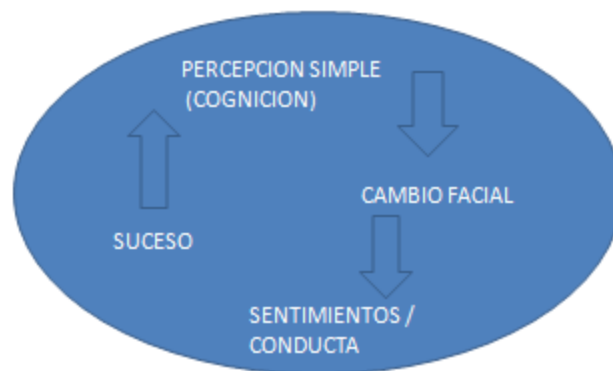 PERCEPCION SIMPLE
(COGNICION)
CAMBIO FACIAL
SUCESO
SENTIMIENTOS /
CONDUCTA